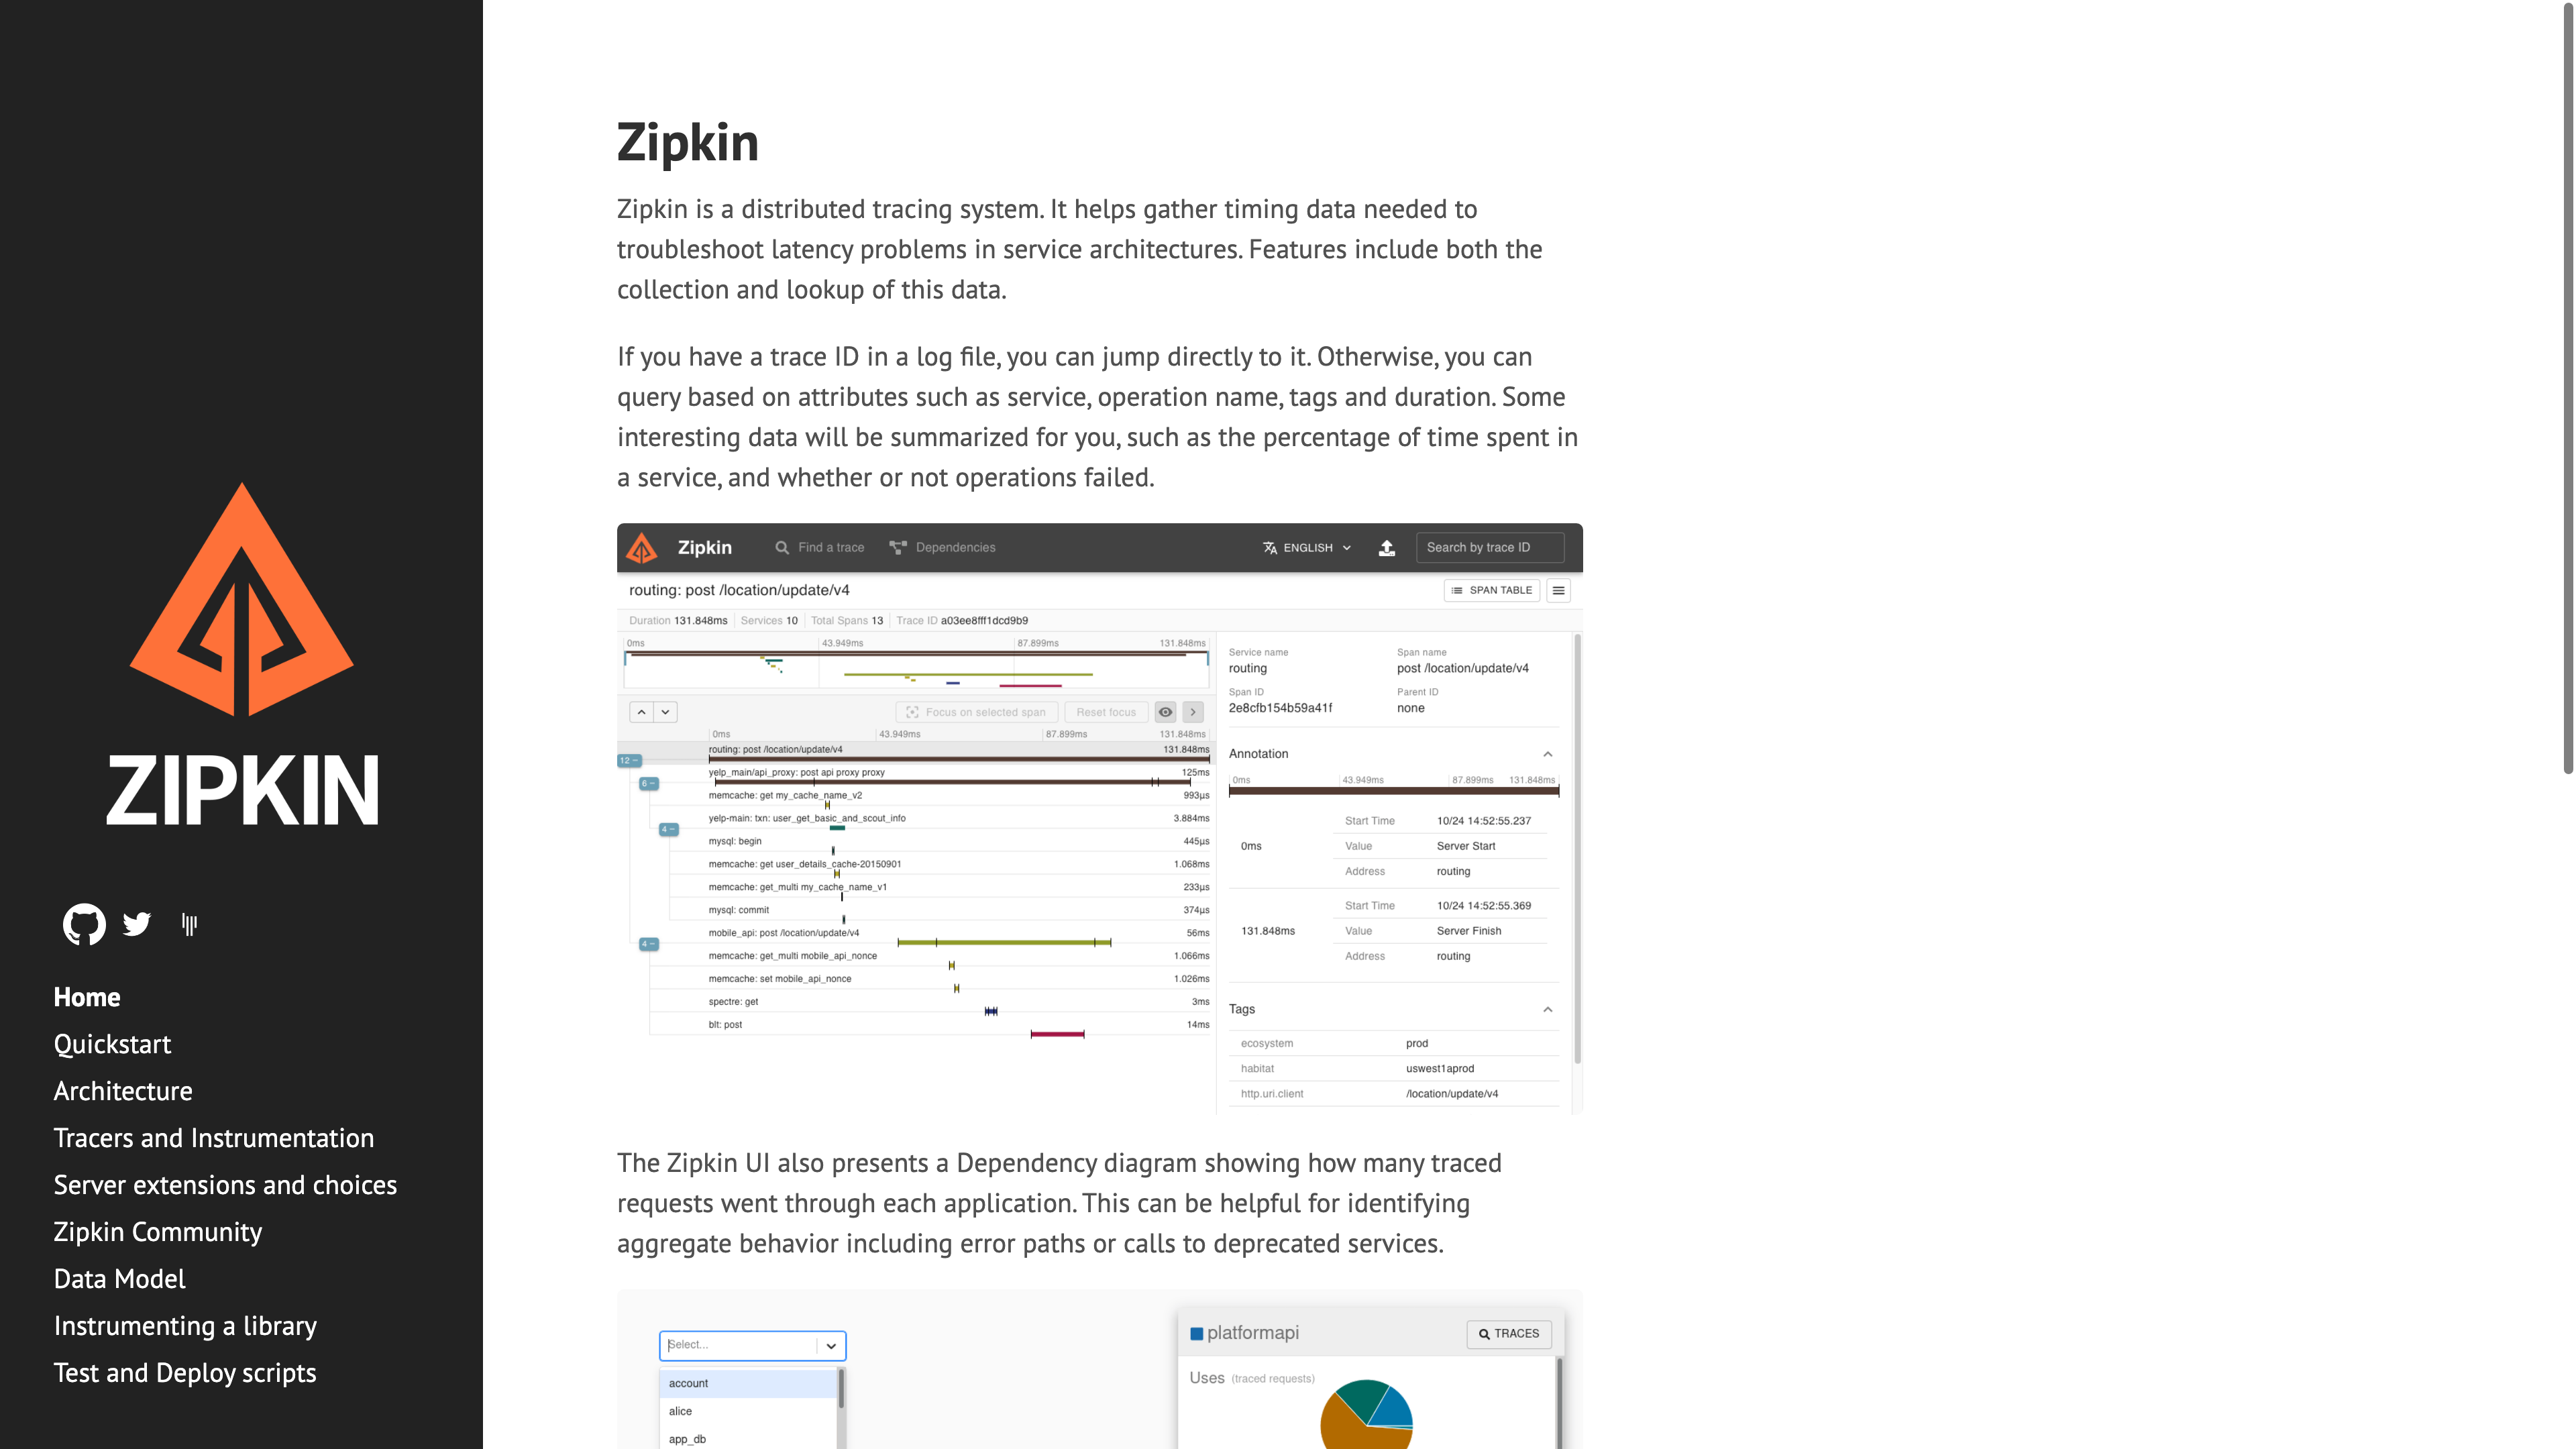 ZIPKIN
Home
Quickstart
Architecture
Tracers and Instrumentation
Server extensions and choices
Zipkin Community
Data Model
Instrumenting a library
Test and Deploy scripts
Zipkin
Zipkin is a distributed tracing system. It helps gather timing data needed to
troubleshoot latency problems in service architectures. Features include both the
collection and lookup of this data.
If you have a trace ID in a log file, you can jump directly to it. Otherwise, you can
query based on attributes such as service, operation name, tags and duration. Some
interesting data will be summarized for you, such as the percentage of time spent in
a service, and whether or not operations failed.
Zipkin Find a trace Dependencies ENGLISH Search by trace ID
routing: post /location/update/v4 SPAN TABLE
Duration 131.848ms Services 10 Total Spans 13 Trace ID a03ee8fff1dcd9b9
0ms 43.949ms 87.899ms 131.848ms
Focus on selected span Reset focus
0ms 43.949ms 87.899ms 131.848ms
routing: post /location/update/v4 131.848ms
12 −
yelp_main/api_proxy: post api proxy proxy 125ms
6 −
memcache: get my_cache_name_v2 993µs
yelp-main: txn: user_get_basic_and_scout_info 3.884ms
4 −
mysql: begin 445µs
memcache: get user_details_cache-20150901 1.068ms
memcache: get_multi my_cache_name_v1 233µs
mysql: commit 374µs
mobile_api: post /location/update/v4 56ms
4 −
memcache: get_multi mobile_api_nonce 1.066ms
memcache: set mobile_api_nonce 1.026ms
spectre: get 3ms
blt: post 14ms
Service name Span name
routing post /location/update/v4
Span ID Parent ID
2e8cfb154b59a41f none
Annotation
0ms 43.949ms 87.899ms 131.848ms
Start Time 10/24 14:52:55.237
0ms Value Server Start
Address routing
Start Time 10/24 14:52:55.369
131.848ms Value Server Finish
Address routing
Tags
ecosystem prod
habitat uswest1aprod
http.uri.client /location/update/v4
The Zipkin UI also presents a Dependency diagram showing how many traced
requests went through each application. This can be helpful for identifying
aggregate behavior including error paths or calls to deprecated services.
Select...
account
alice
app_db
platformapi TRACES
Uses (traced requests)